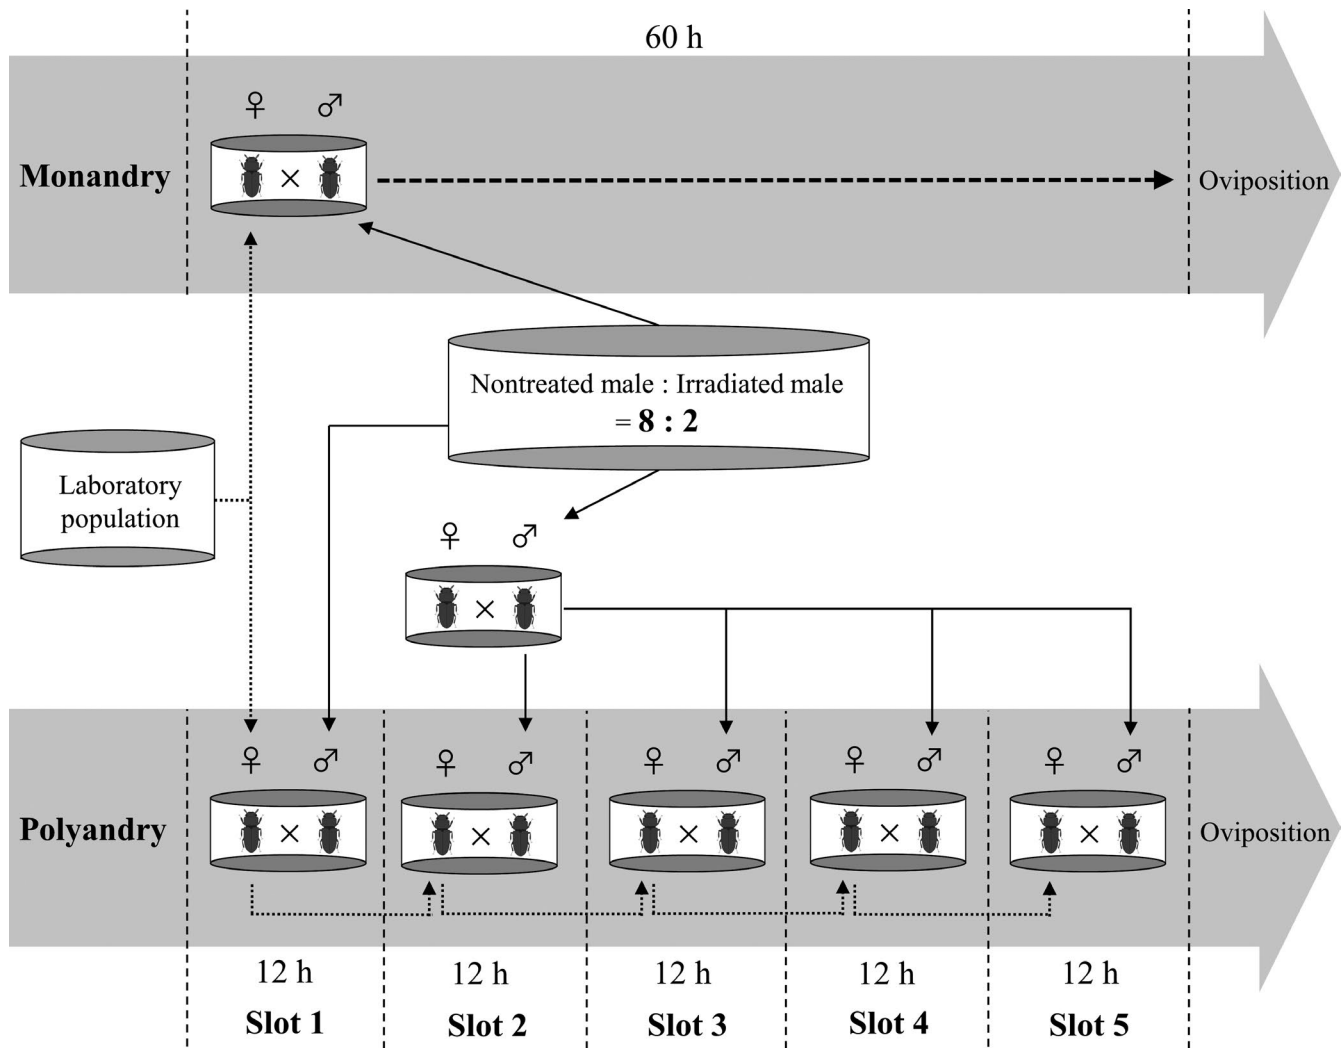 60 h
♀ ♂
Monandry
×
Oviposition
Nontreated male : Irradiated male
= 8 : 2
Laboratory
population
♀ ♂
×
♀ ♂ ♀ ♂ ♀ ♂ ♀ ♂ ♀ ♂
Polyandry
× × × × ×
Oviposition
12 h 12 h 12 h 12 h 12 h
Slot 1 Slot 2 Slot 3 Slot 4 Slot 5